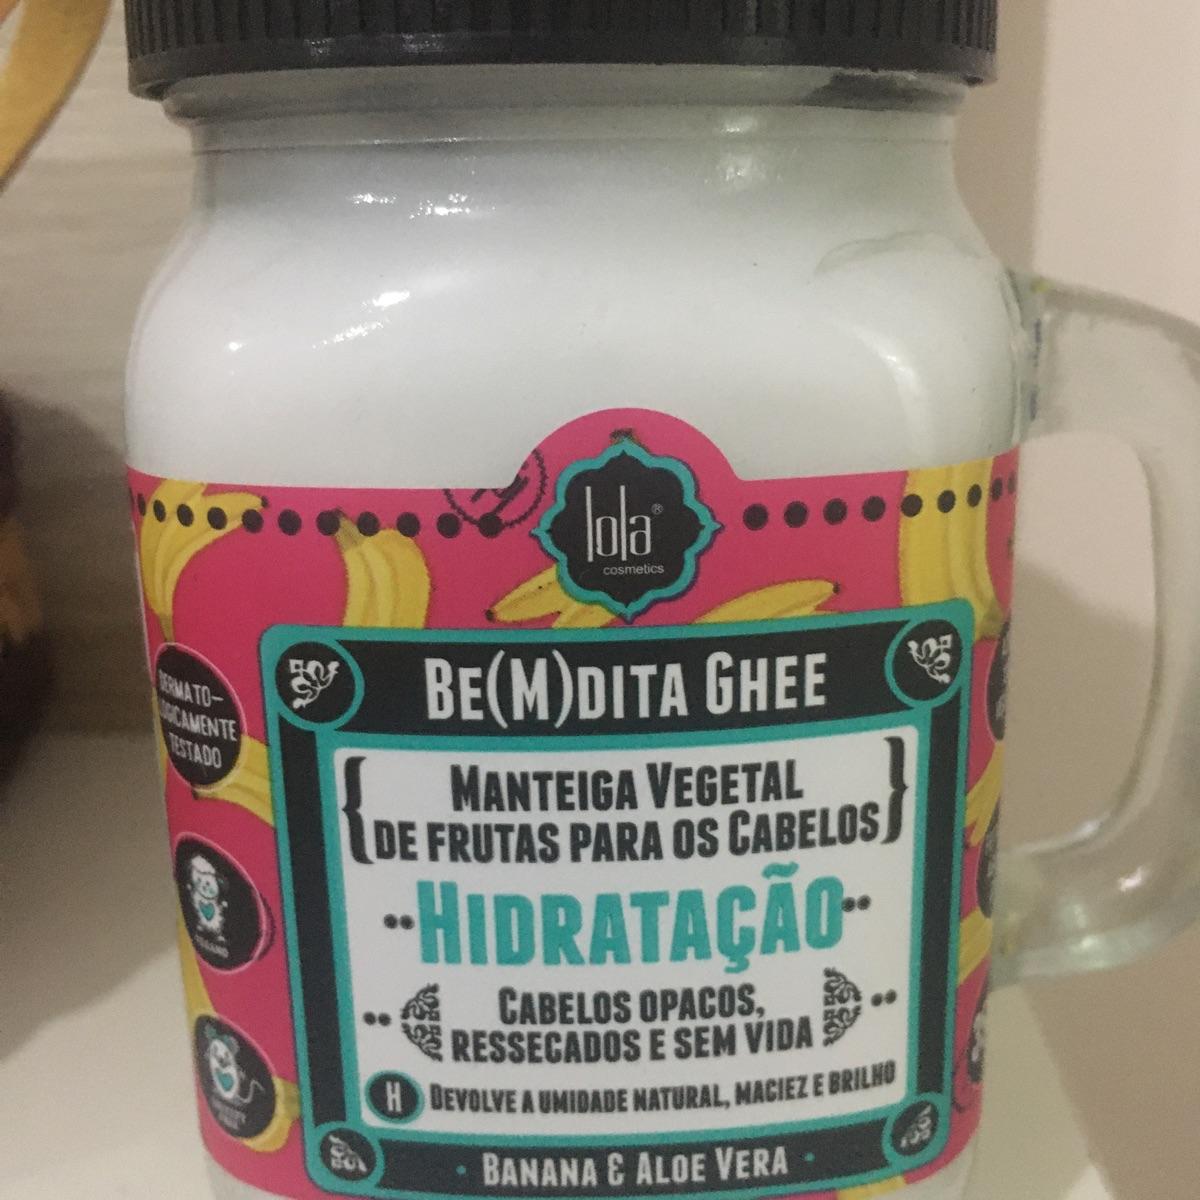 lola®
cosmetics
BE(M)DITA GHEE
MANTEIGA VEGETAL
DE FRUTAS PARA OS CABELOS
HIDRATAÇÃO
CABELOS OPACOS,
RESSECADOS E SEM VIDA
H DEVOLVE A UMIDADE NATURAL, MACIEZ E BRILHO
· BANANA & ALOE VERA ·
DERMATO-
LOGICAMENTE
TESTADO
VEGANO